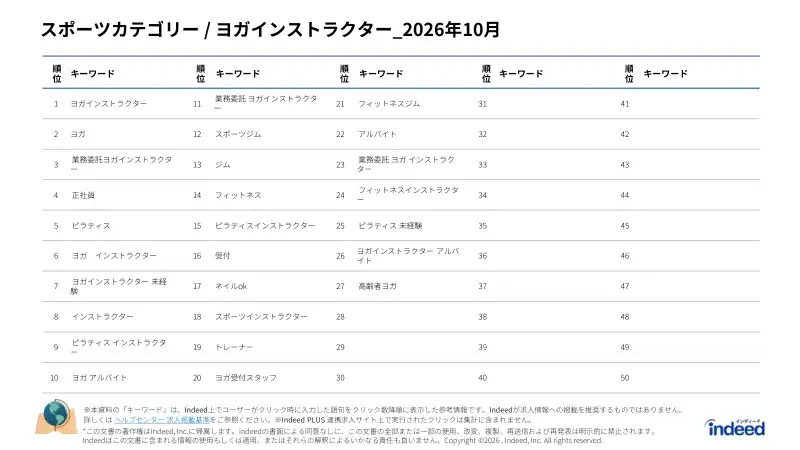 スポーツカテゴリー / ヨガインストラクター_2026年10月
順位 キーワード 順位 キーワード 順位 キーワード 順位 キーワード 順位 キーワード
1 ヨガインストラクター 11 業務委託 ヨガインストラクター 21 フィットネスジム 31 41
2 ヨガ 12 スポーツジム 22 アルバイト 32 42
3 業務委託ヨガインストラクター 13 ジム 23 業務委託 ヨガ インストラクター 33 43
4 正社員 14 フィットネス 24 フィットネスインストラクター 34 44
5 ピラティス 15 ピラティスインストラクター 25 ピラティス 未経験 35 45
6 ヨガ　インストラクター 16 受付 26 ヨガインストラクター アルバイト 36 46
7 ヨガインストラクター 未経験 17 ネイルok 27 高齢者ヨガ 37 47
8 インストラクター 18 スポーツインストラクター 28 38 48
9 ピラティス インストラクター 19 トレーナー 29 39 49
10 ヨガ アルバイト 20 ヨガ受付スタッフ 30 40 50
※本資料の「キーワード」は、Indeed上でユーザーがクリック時に入力した語句をクリック数降順に表示した参考情報です。Indeedが求人情報への掲載を推奨するものではありません。
詳しくは ヘルプセンター 求人掲載基準をご参照ください。※Indeed PLUS 連携求人サイト上で実行されたクリックは集計に含まれません。
*この文書の著作権はIndeed, Inc.に帰属します。Indeedの書面による同意なしに、この文書の全部または一部の使用、改変、複製、再送信および再発表は明示的に禁止されます。
Indeedはこの文書に含まれる情報の使用もしくは適用、またはそれらの解釈によるいかなる責任も負いません。Copyright ©2026 , Indeed, Inc. All rights reserved.
インディード
indeed